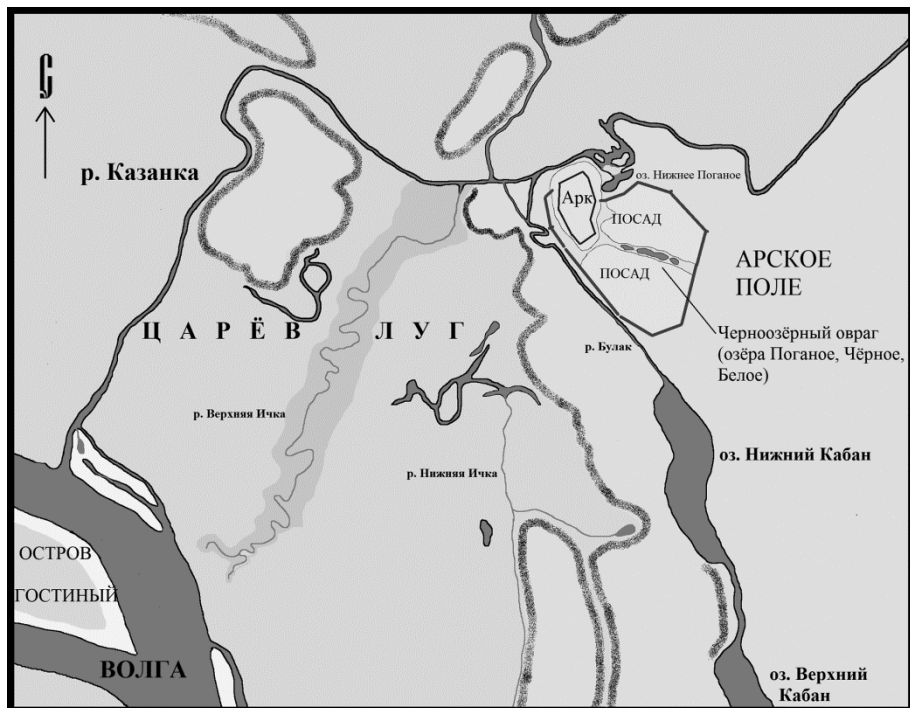 С
р. Казанка
оз. Нижнее Поганое
Арк
ПОСАД
ПОСАД
АРСКОЕ
ПОЛЕ
Ц А Р Ё В Л У Г
Черноозёрный овраг
(озёра Поганое, Чёрное,
Белое)
р. Булак
р. Верхняя Ичка
оз. Нижний Кабан
р. Нижняя Ичка
ОСТРОВ
ГОСТИНЫЙ
ВОЛГА
оз. Верхний
Кабан